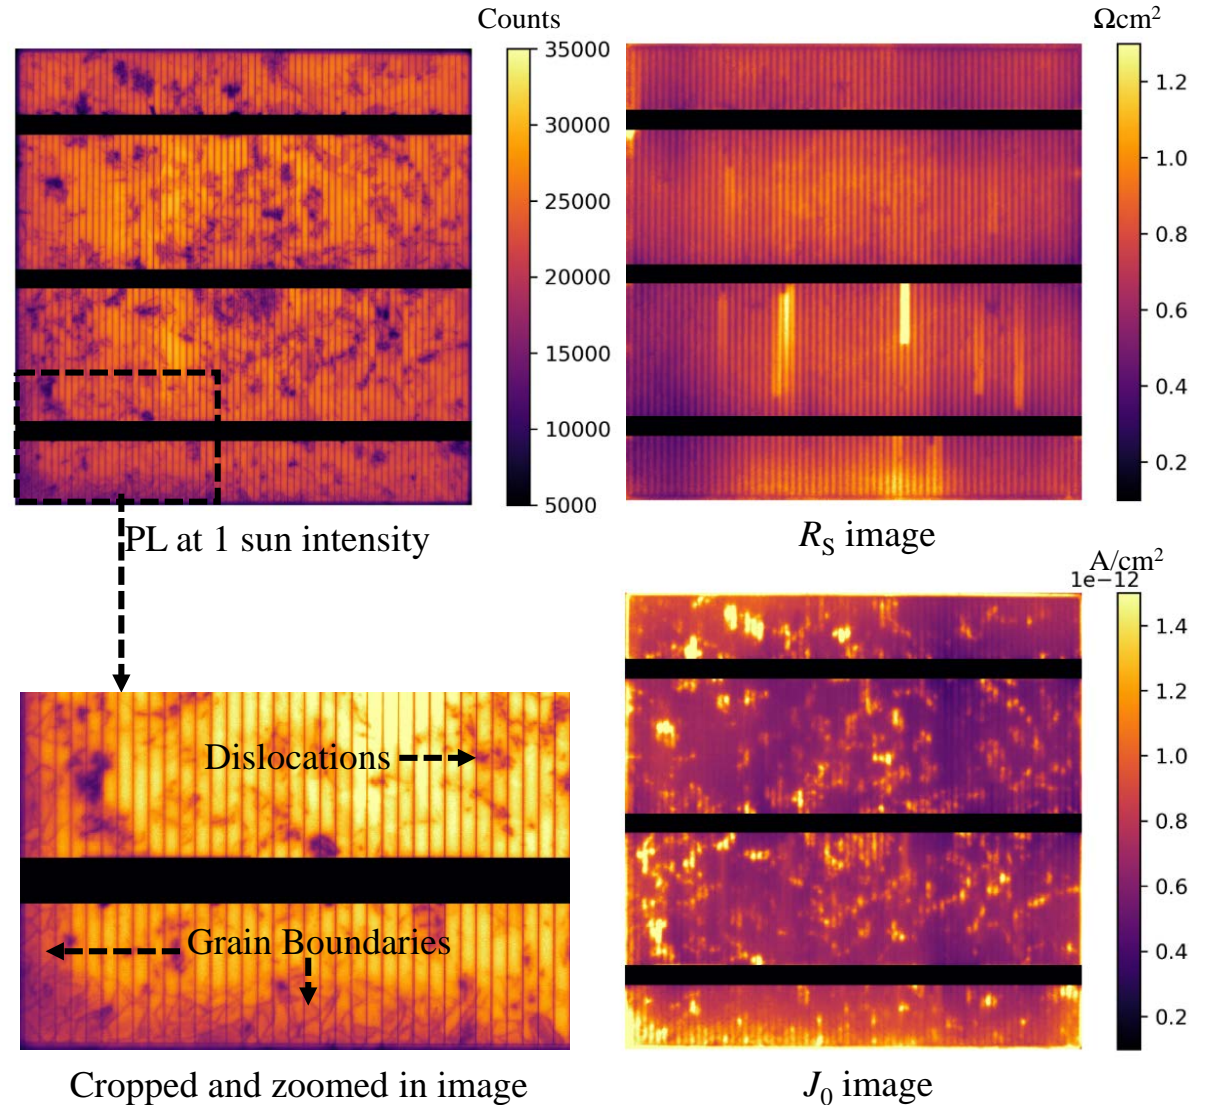 Counts
35000
30000
25000
20000
15000
10000
5000
PL at 1 sun intensity
Ωcm²
1.2
1.0
0.8
0.6
0.4
0.2
R_S image
Dislocations
Grain Boundaries
Cropped and zoomed in image
A/cm²
1e−12
1.4
1.2
1.0
0.8
0.6
0.4
0.2
J₀ image